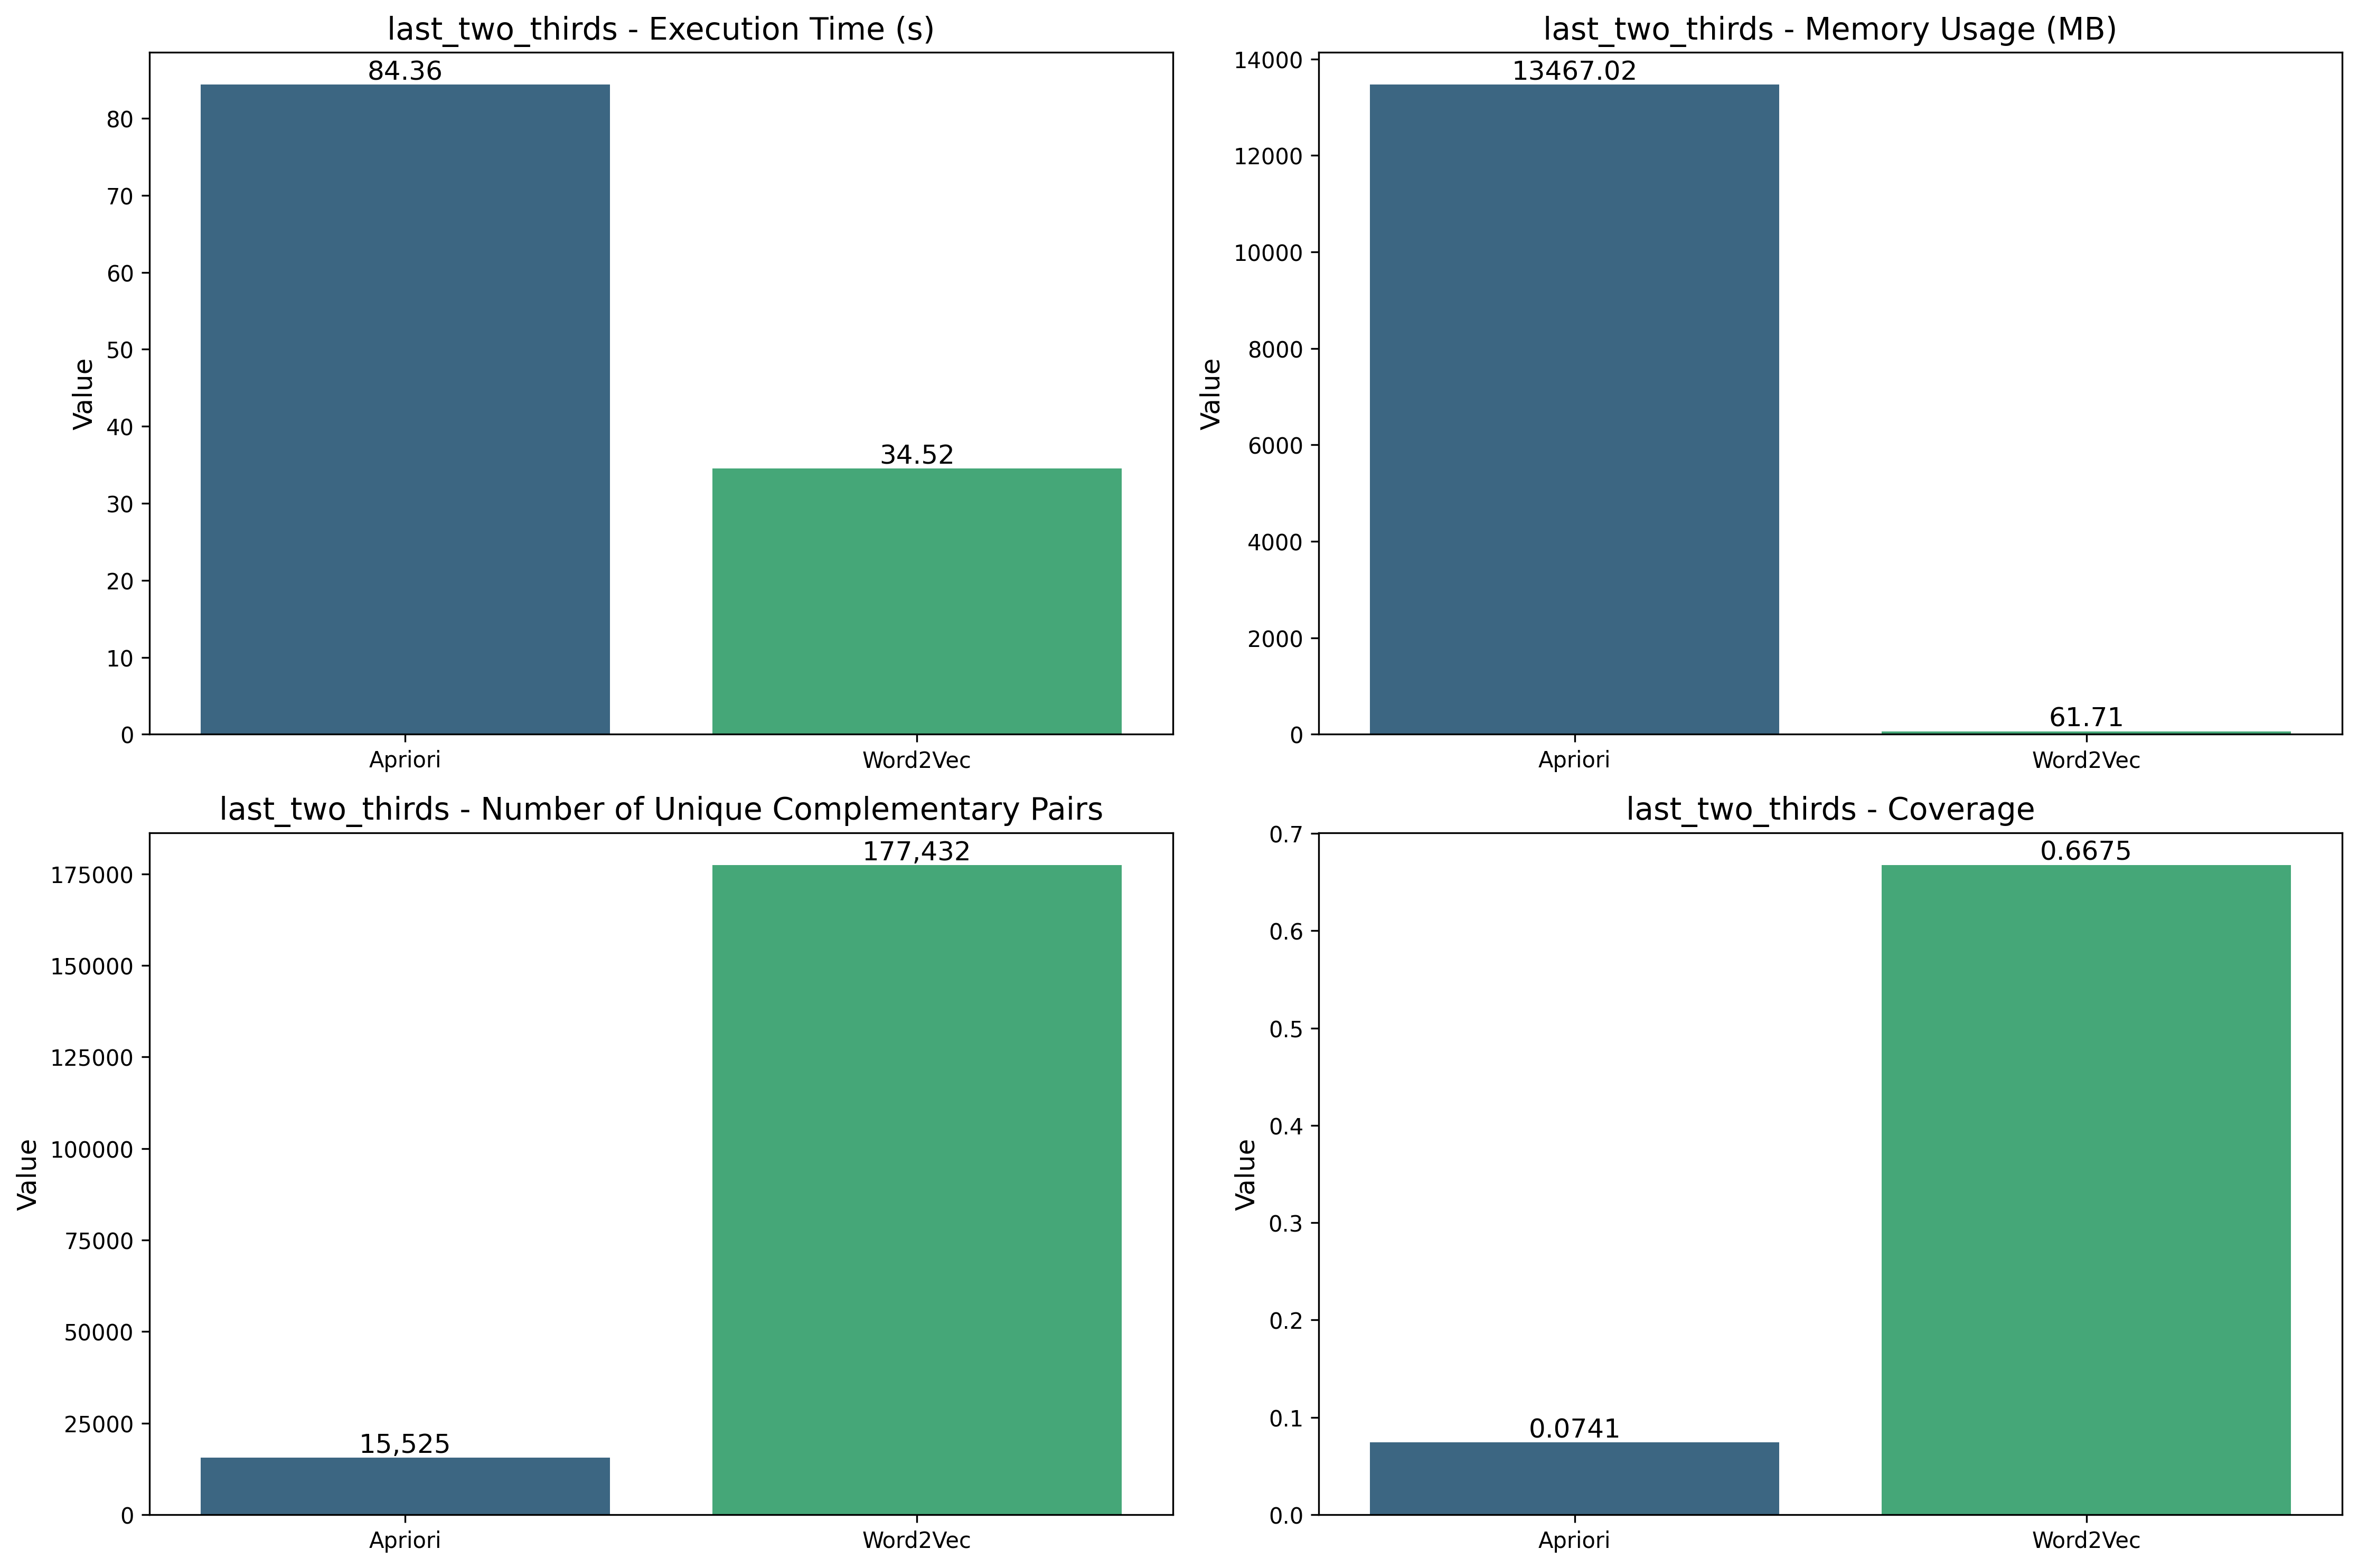 last_two_thirds - Execution Time (s)
84.36
34.52
80
70
60
50
40
30
20
10
0
Value
Apriori
Word2Vec
last_two_thirds - Memory Usage (MB)
13467.02
61.71
14000
12000
10000
8000
6000
4000
2000
0
Value
Apriori
Word2Vec
last_two_thirds - Number of Unique Complementary Pairs
177,432
15,525
175000
150000
125000
100000
75000
50000
25000
0
Value
Apriori
Word2Vec
last_two_thirds - Coverage
0.6675
0.0741
0.7
0.6
0.5
0.4
0.3
0.2
0.1
0.0
Value
Apriori
Word2Vec